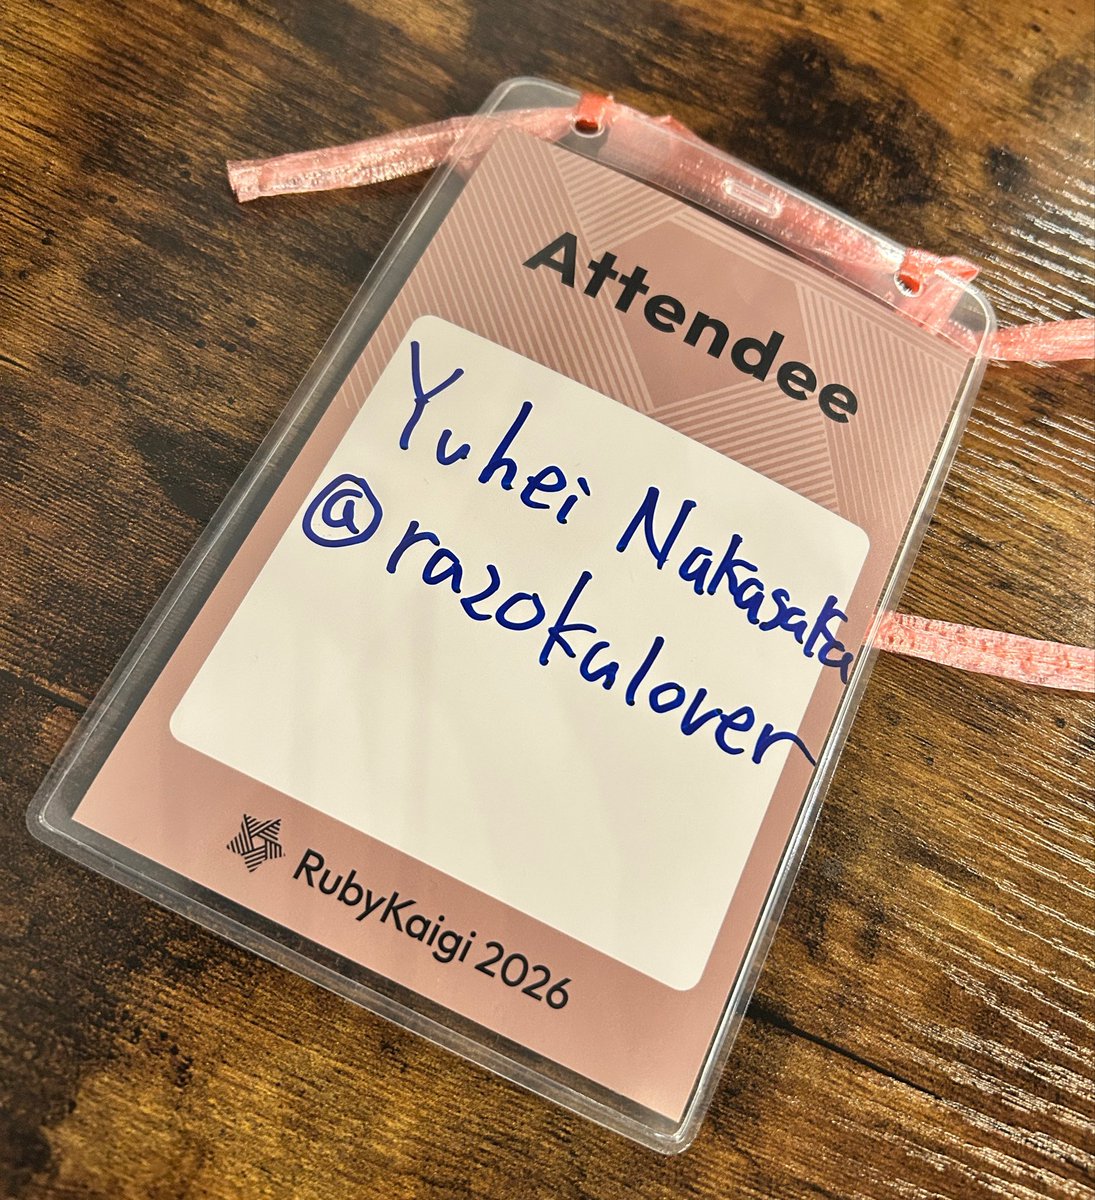 Attendee
Yuhei Nakasaka
@razokulover
RubyKaigi 2026